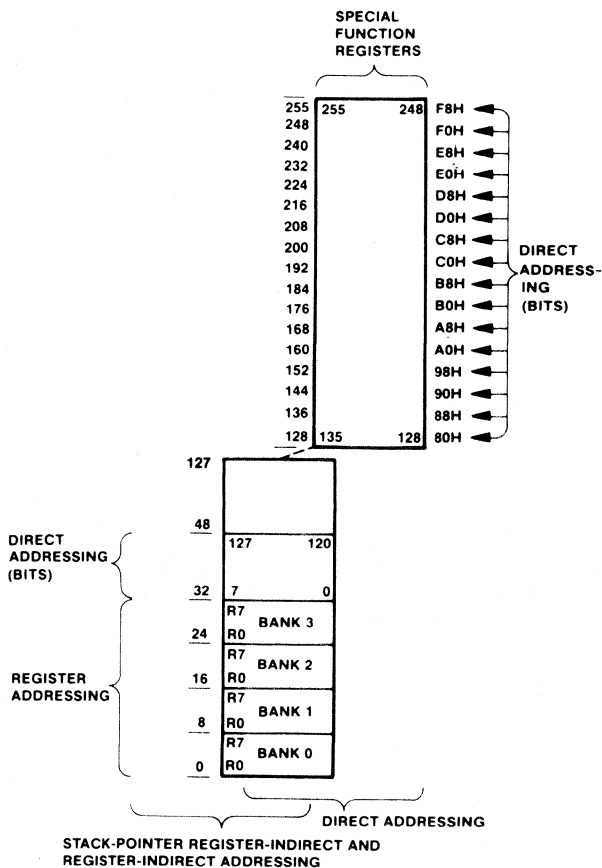 SPECIAL
FUNCTION
REGISTERS
255 255 248 F8H
248 F0H
240 E8H
232 E0H
224 D8H
216 D0H
208 C8H
200 C0H
192 B8H
184 B0H
176 A8H
168 A0H
160 98H
152 90H
144 88H
136
128 135 128 80H
DIRECT
ADDRESS-
ING
(BITS)
127
48
DIRECT
ADDRESSING
(BITS)
127 120
32 7 0
REGISTER
ADDRESSING
R7
BANK 3
24 R0
R7
BANK 2
16 R0
R7
BANK 1
8 R0
R7
BANK 0
0 R0
DIRECT ADDRESSING
STACK-POINTER REGISTER-INDIRECT AND
REGISTER-INDIRECT ADDRESSING